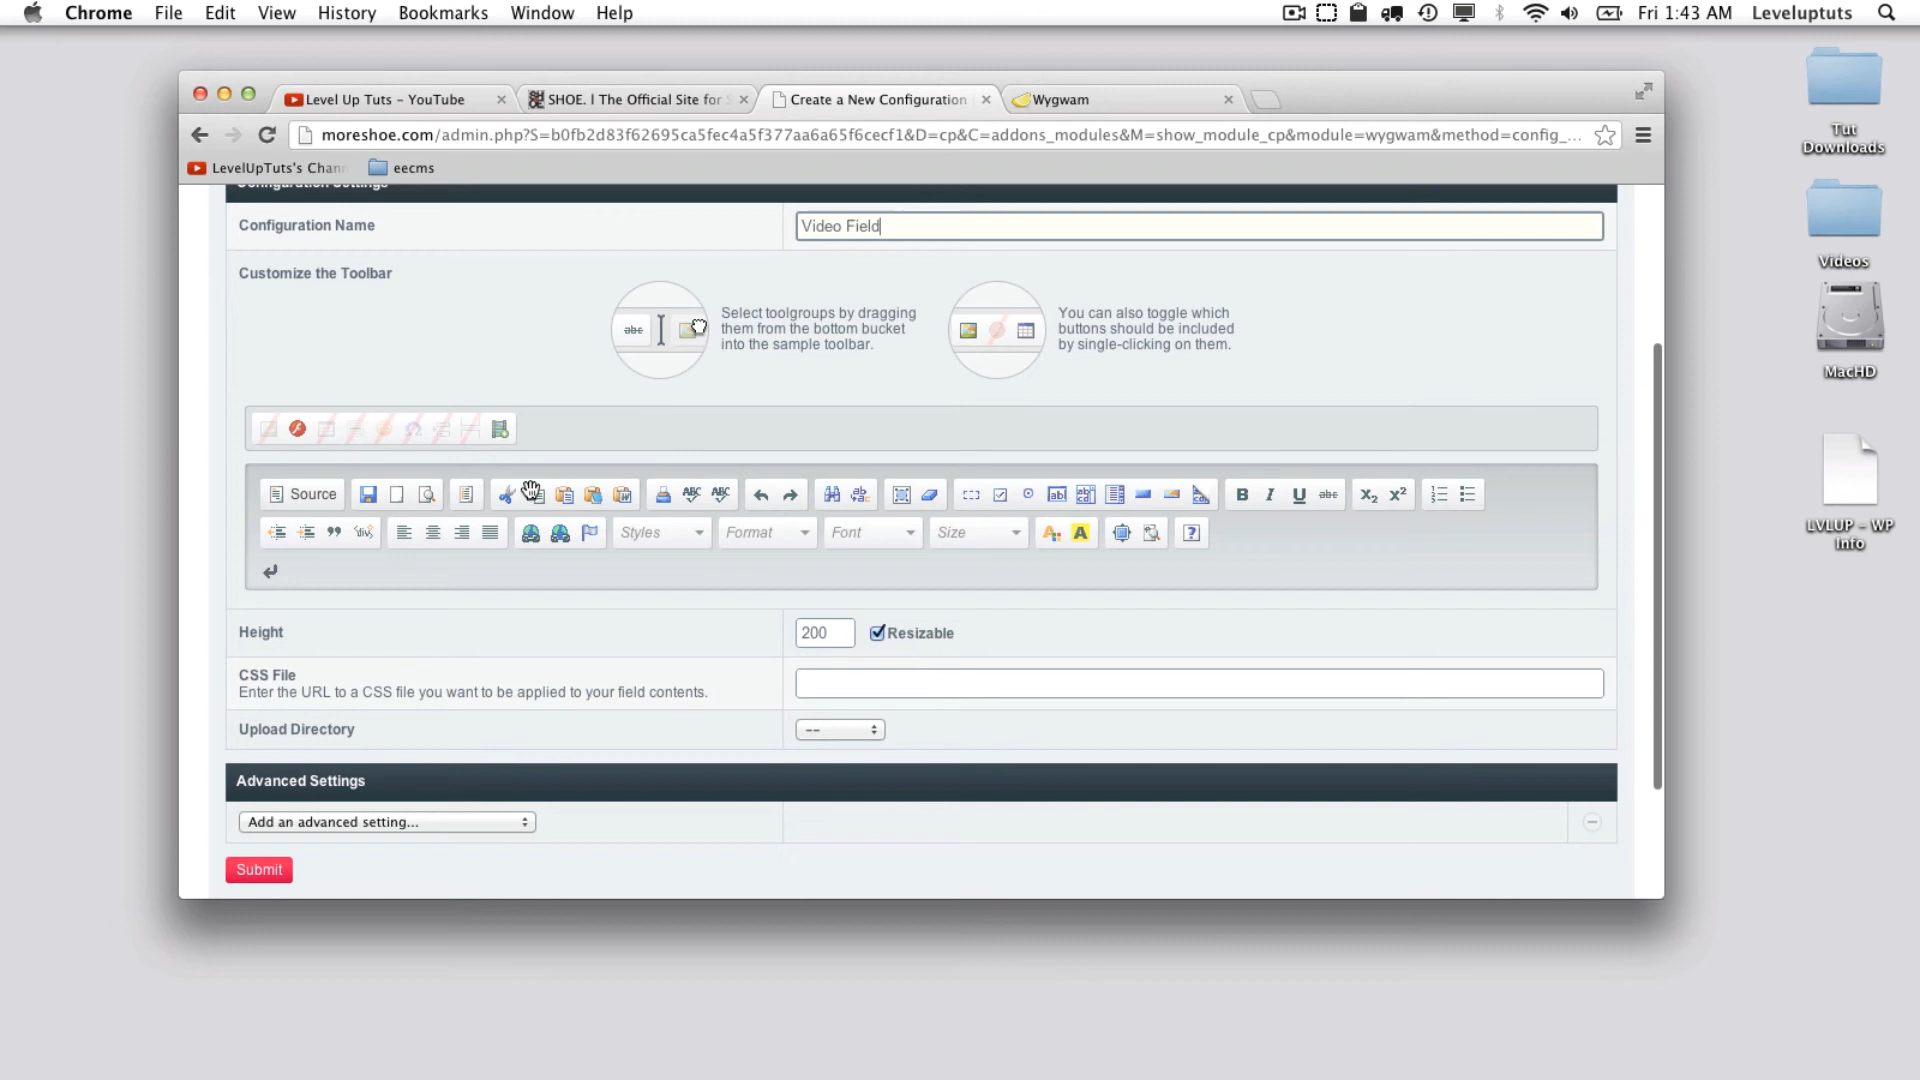 Chrome File Edit View History Bookmarks Window Help Fri 1:43 AM Leveluptuts
Level Up Tuts – YouTube SHOE. | The Official Site for Create a New Configuration Wygwam
moreshoe.com/admin.php?S=b0fb2d83f62695ca5fec4a5f377aa6a65f6cecf1&D=cp&C=addons_modules&M=show_module_cp&module=wygwam&method=config_...
LevelUpTuts's Chann eecms
Configuration Settings
Configuration Name Video Field
Customize the Toolbar
Select toolgroups by dragging
them from the bottom bucket
into the sample toolbar.
You can also toggle which
buttons should be included
by single-clicking on them.
Source
Styles Format Font Size
Height 200 Resizable
CSS File
Enter the URL to a CSS file you want to be applied to your field contents.
Upload Directory --
Advanced Settings
Add an advanced setting...
Submit
Tut
Downloads
Videos
MacHD
LVLUP – WP
Info